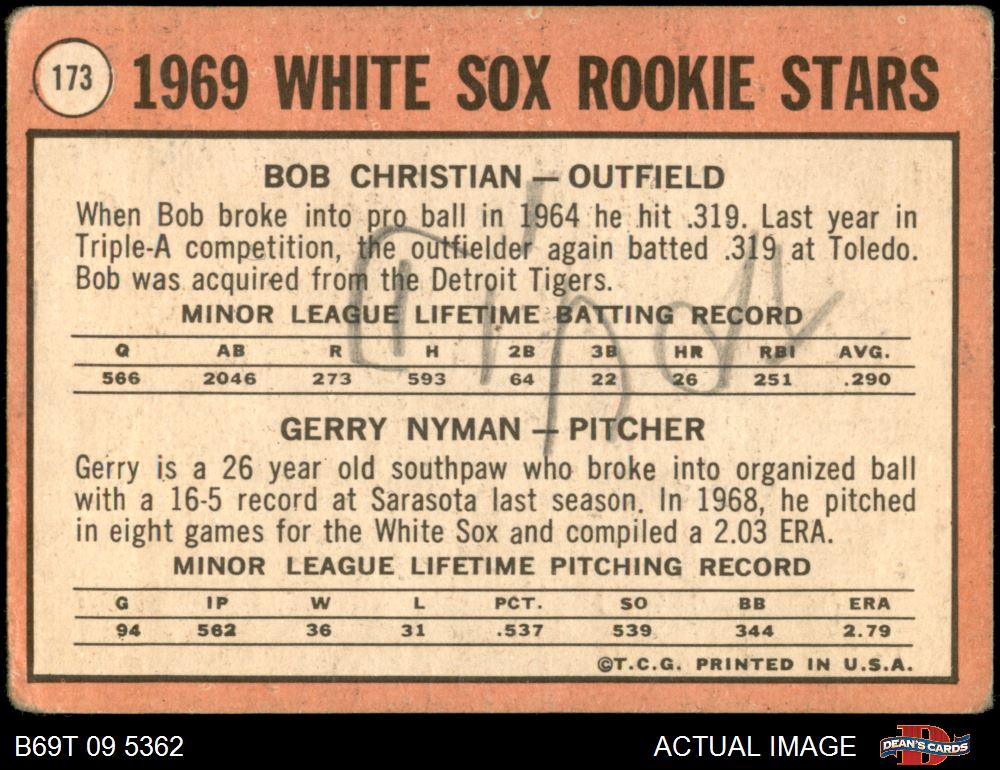 173
1969 WHITE SOX ROOKIE STARS
BOB CHRISTIAN — OUTFIELD
When Bob broke into pro ball in 1964 he hit .319. Last year in
Triple-A competition, the outfielder again batted .319 at Toledo.
Bob was acquired from the Detroit Tigers.
MINOR LEAGUE LIFETIME BATTING RECORD
G AB R H 2B 3B HR RBI AVG.
566 2046 273 593 64 22 26 251 .290
GERRY NYMAN — PITCHER
Gerry is a 26 year old southpaw who broke into organized ball
with a 16-5 record at Sarasota last season. In 1968, he pitched
in eight games for the White Sox and compiled a 2.03 ERA.
MINOR LEAGUE LIFETIME PITCHING RECORD
G IP W L PCT. SO BB ERA
94 562 36 31 .537 539 344 2.79
©T.C.G. PRINTED IN U.S.A.
B69T 09 5362 ACTUAL IMAGE DEAN'S CARDS